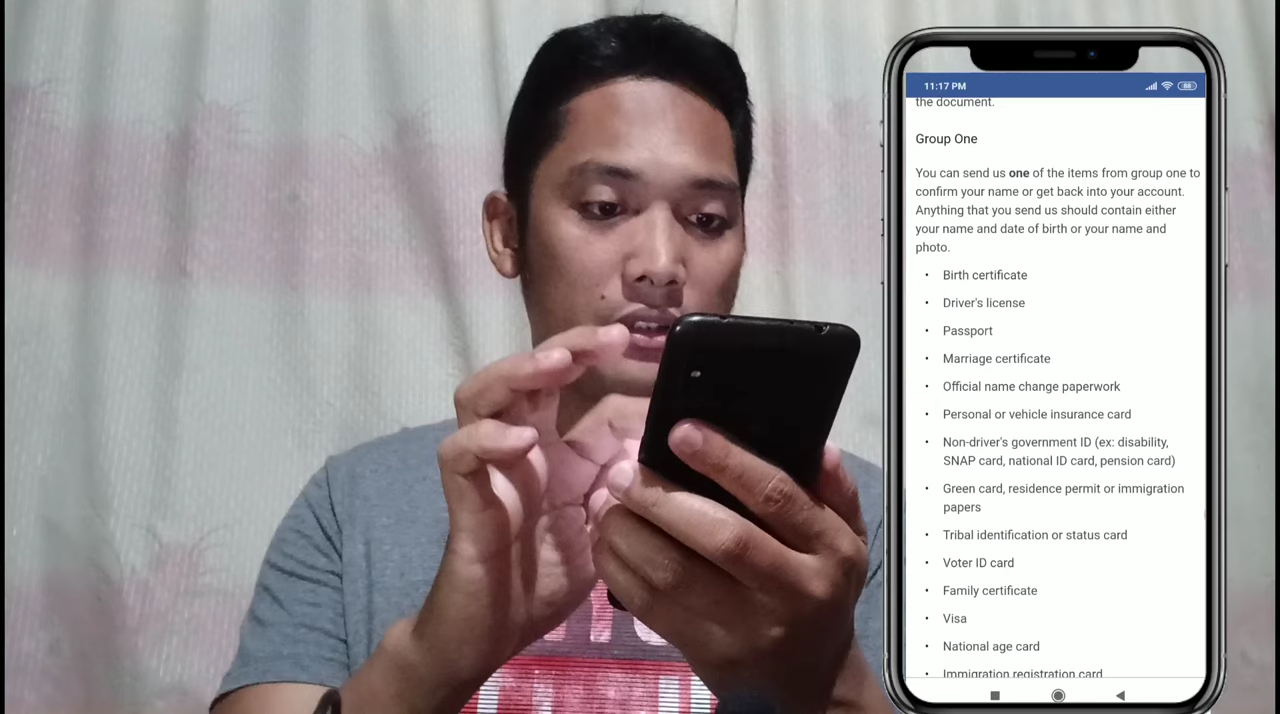 11:17 PM
88
the document.
Group One
You can send us one of the items from group one to
confirm your name or get back into your account.
Anything that you send us should contain either
your name and date of birth or your name and
photo.
• Birth certificate
• Driver's license
• Passport
• Marriage certificate
• Official name change paperwork
• Personal or vehicle insurance card
• Non-driver's government ID (ex: disability,
SNAP card, national ID card, pension card)
• Green card, residence permit or immigration
papers
• Tribal identification or status card
• Voter ID card
• Family certificate
• Visa
• National age card
• Immigration registration card